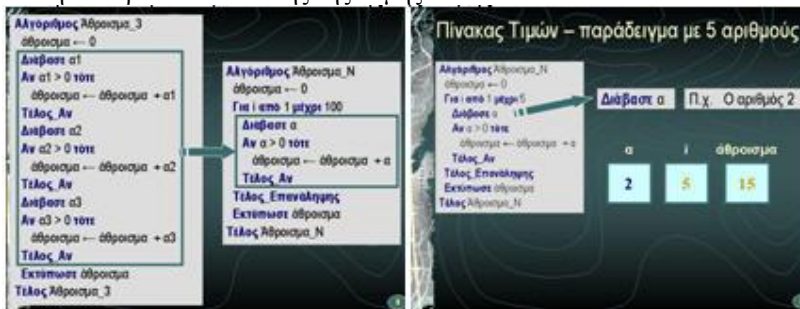 Αλγόριθμος Άθροισμα_3
άθροισμα ← 0
Διάβασε α1
Αν α1 > 0 τότε
άθροισμα ← άθροισμα + α1
Τέλος_Αν
Διάβασε α2
Αν α2 > 0 τότε
άθροισμα ← άθροισμα + α2
Τέλος_Αν
Διάβασε α3
Αν α3 > 0 τότε
άθροισμα ← άθροισμα + α3
Τέλος_Αν
Εκτύπωσε άθροισμα
Τέλος Άθροισμα_3
Αλγόριθμος Άθροισμα_Ν
άθροισμα ← 0
Για i από 1 μέχρι 100
Διάβασε α
Αν α > 0 τότε
άθροισμα ← άθροισμα + α
Τέλος_Αν
Τέλος_Επανάληψης
Εκτύπωσε άθροισμα
Τέλος Άθροισμα_Ν
Πίνακας Τιμών – παράδειγμα με 5 αριθμούς
Αλγόριθμος Άθροισμα_Ν
άθροισμα ← 0
Για i από 1 μέχρι 5
Διάβασε α
Αν α > 0 τότε
άθροισμα ← άθροισμα + α
Τέλος_Αν
Τέλος_Επανάληψης
Εκτύπωσε άθροισμα
Τέλος Άθροισμα_Ν
Διάβασε α Π.χ. Ο αριθμός 2
α i άθροισμα
2 5 15